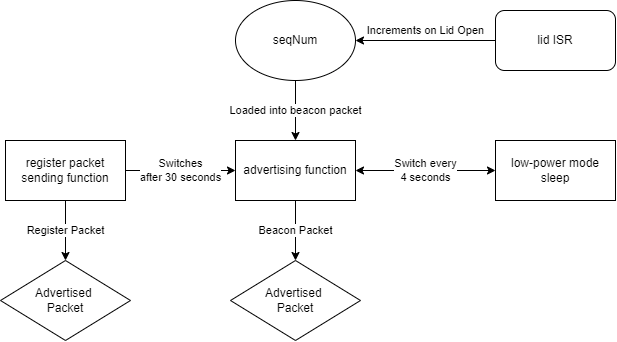 seqNum
Increments on Lid Open
lid ISR
Loaded into beacon packet
register packet
sending function
Switches
after 30 seconds
advertising function
Switch every
4 seconds
low-power mode
sleep
Register Packet
Beacon Packet
Advertised
Packet
Advertised
Packet